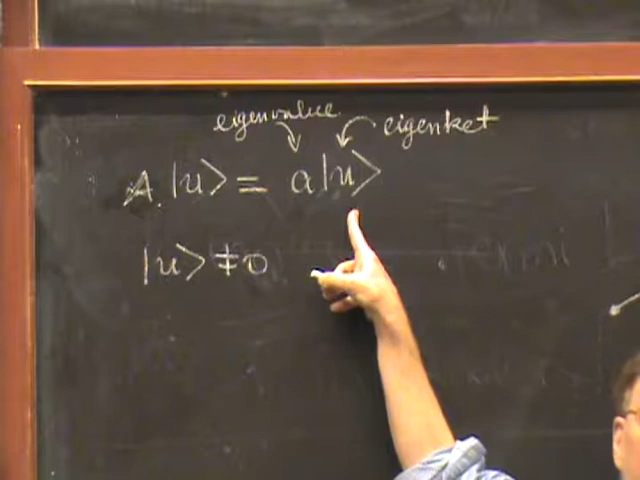 eigenvalue
eigenket
A |u> = a|u>
|u> ≠ 0